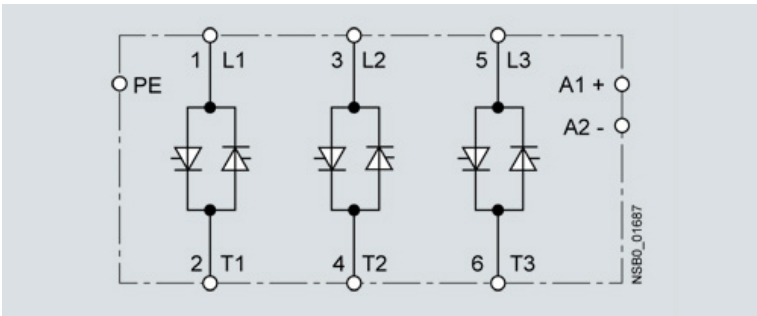 1 L1 3 L2 5 L3
PE A1 +
A2 -
2 T1 4 T2 6 T3
NSB0_01687